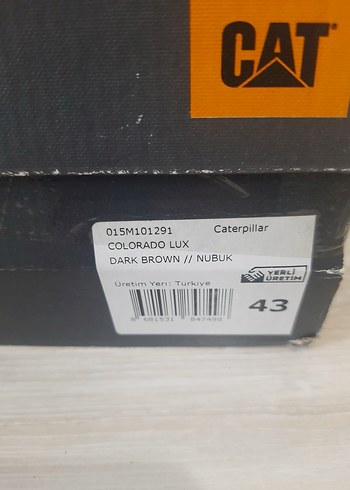 CAT
015M101291 Caterpillar
COLORADO LUX
DARK BROWN // NUBUK
YERLİ
ÜRETİM
Üretim Yeri: Türkiye
43